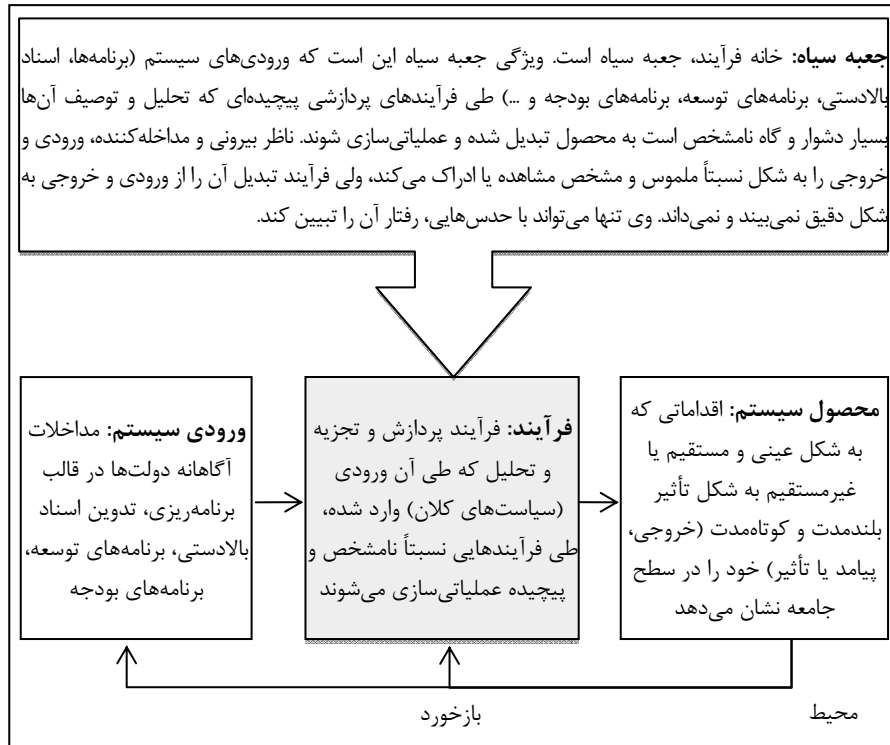 جعبه سیاه: خانه فرآیند، جعبه سیاه است. ویژگی جعبه سیاه این است که ورودی‌های سیستم (برنامه‌ها، اسناد
بالادستی، برنامه‌های توسعه، برنامه‌های بودجه و ...) طی فرآیندهای پردازشی پیچیده‌ای که تحلیل و توصیف آن‌ها
بسیار دشوار و گاه نامشخص است به محصول تبدیل شده و عملیاتی‌سازی شوند. ناظر بیرونی و مداخله‌کننده، ورودی و
خروجی را به شکل نسبتاً ملموس و مشخص مشاهده یا ادراک می‌کند، ولی فرآیند تبدیل آن را از ورودی و خروجی به
شکل دقیق نمی‌بیند و نمی‌داند. وی تنها می‌تواند با حدس‌هایی، رفتار آن را تبیین کند.
محصول سیستم: اقداماتی که
به شکل عینی و مستقیم یا
غیرمستقیم به شکل تأثیر
بلندمدت و کوتاه‌مدت (خروجی،
پیامد یا تأثیر) خود را در سطح
جامعه نشان می‌دهد
فرآیند: فرآیند پردازش و تجزیه
و تحلیل که طی آن ورودی
(سیاست‌های کلان) وارد شده،
طی فرآیندهایی نسبتاً نامشخص و
پیچیده عملیاتی‌سازی می‌شوند
ورودی سیستم: مداخلات
آگاهانه دولت‌ها در قالب
برنامه‌ریزی، تدوین اسناد
بالادستی، برنامه‌های توسعه،
برنامه‌های بودجه
محیط
بازخورد